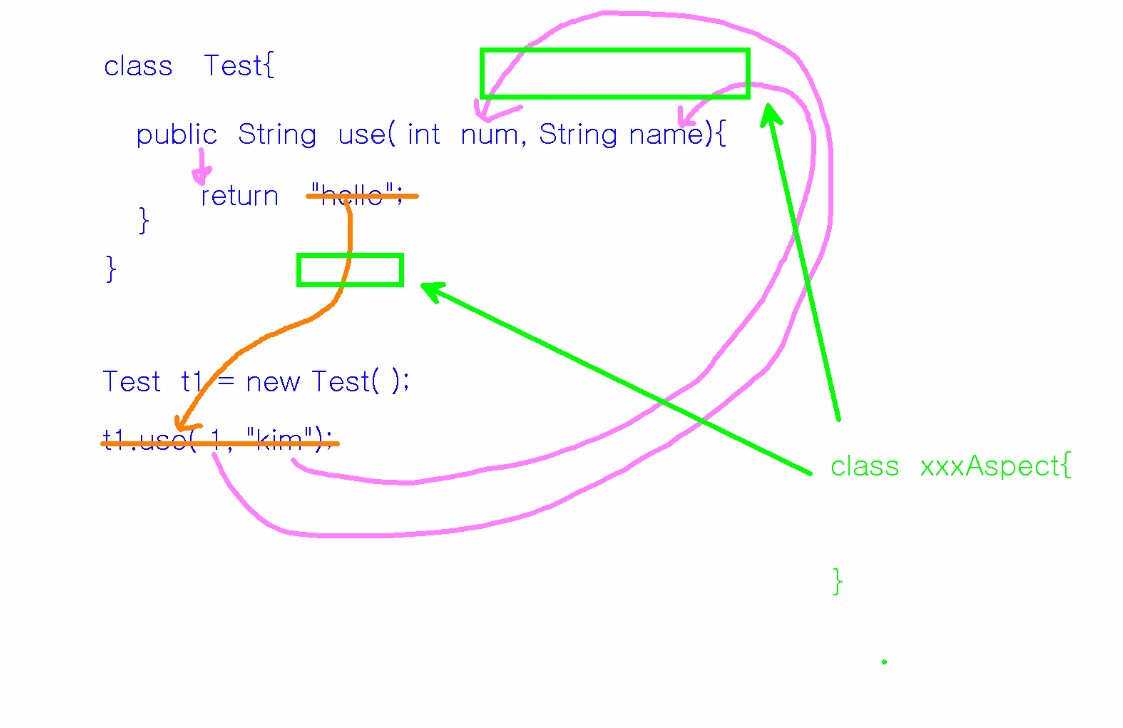 class Test{
public String use( int num, String name){
return "hello";
}
}
Test t1 = new Test( );
t1.use( 1, "kim");
class xxxAspect{
}